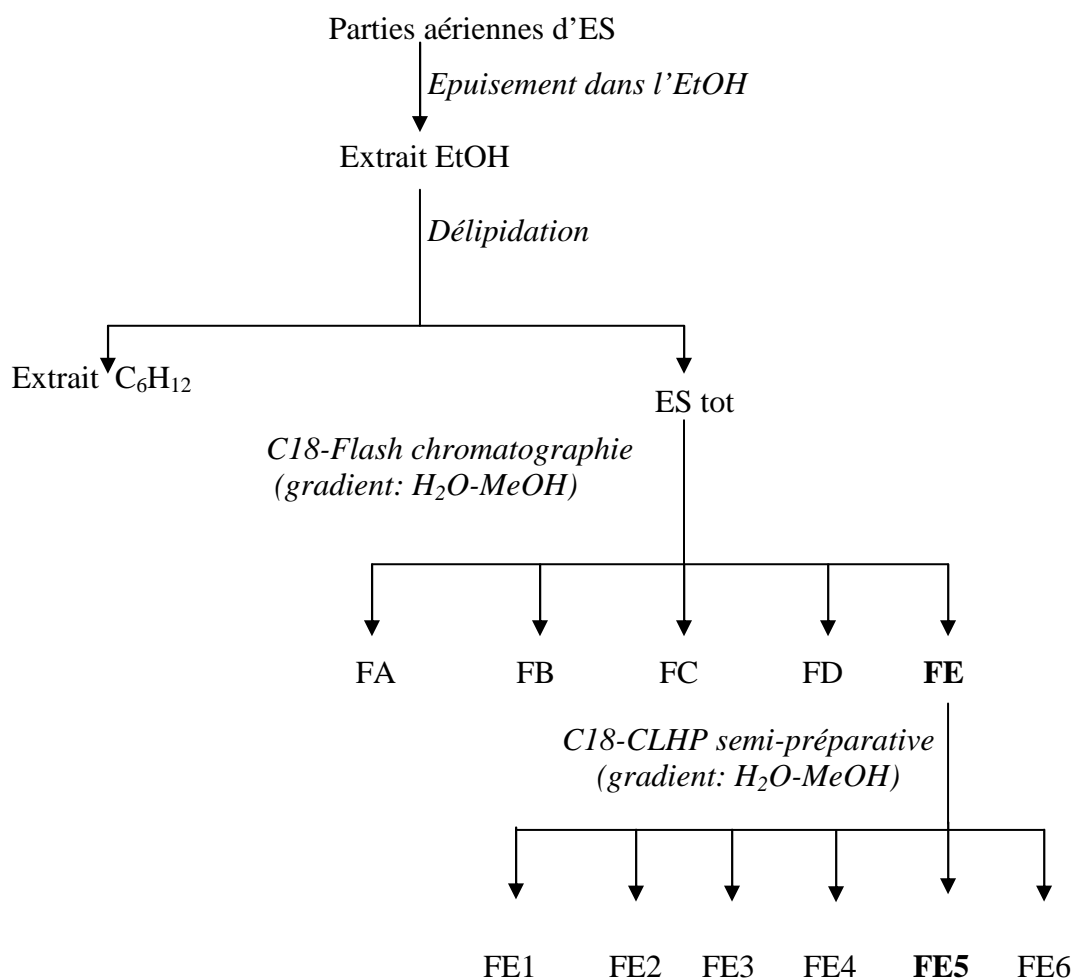 Parties aériennes d’ES
Epuisement dans l’EtOH
Extrait EtOH
Délipidation
Extrait C₆H₁₂
ES tot
C18-Flash chromatographie
(gradient: H₂O-MeOH)
FA FB FC FD FE
C18-CLHP semi-préparative
(gradient: H₂O-MeOH)
FE1 FE2 FE3 FE4 FE5 FE6